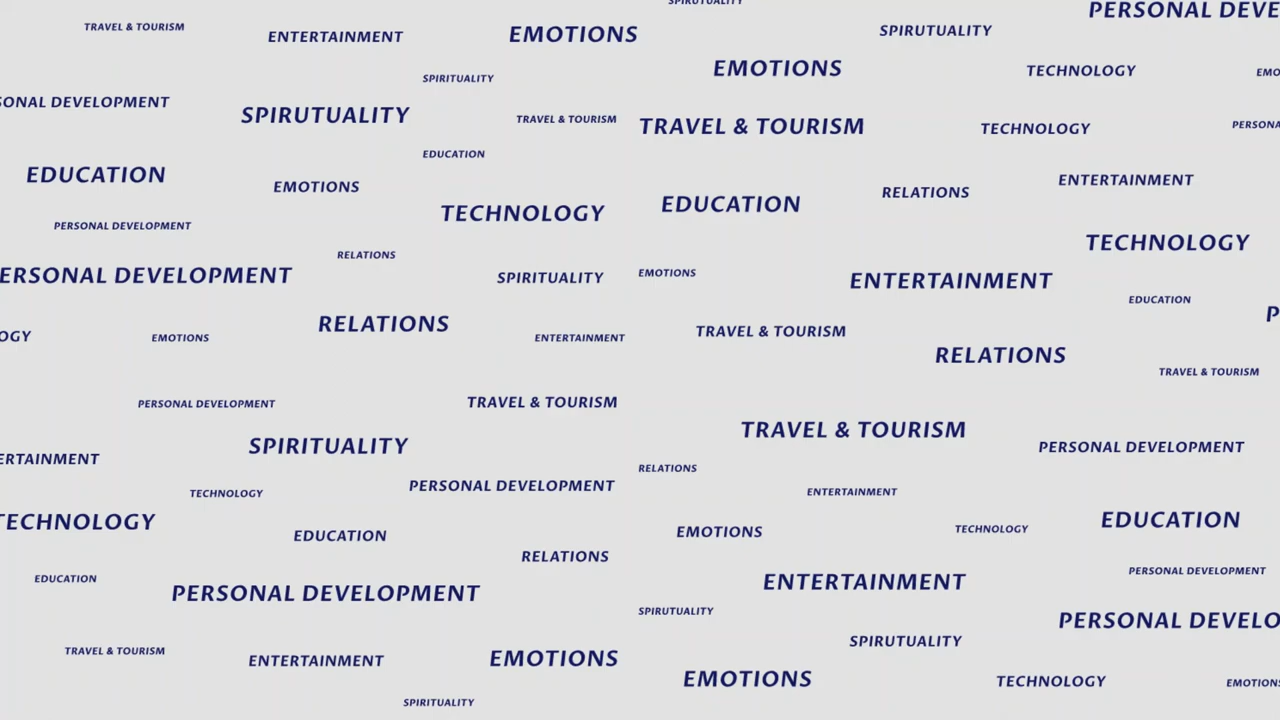 SPIRUTUALITY
PERSONAL DEVE
TRAVEL & TOURISM
ENTERTAINMENT
EMOTIONS
SPIRUTUALITY
EMOTIONS
TECHNOLOGY
EMO
SPIRITUALITY
SONAL DEVELOPMENT
SPIRUTUALITY
TRAVEL & TOURISM
TRAVEL & TOURISM
TECHNOLOGY
PERSONA
EDUCATION
EDUCATION
EMOTIONS
RELATIONS
ENTERTAINMENT
TECHNOLOGY
EDUCATION
PERSONAL DEVELOPMENT
TECHNOLOGY
RELATIONS
ERSONAL DEVELOPMENT
SPIRITUALITY
EMOTIONS
ENTERTAINMENT
EDUCATION
P
OGY
EMOTIONS
RELATIONS
ENTERTAINMENT
TRAVEL & TOURISM
RELATIONS
TRAVEL & TOURISM
PERSONAL DEVELOPMENT
TRAVEL & TOURISM
TRAVEL & TOURISM
SPIRITUALITY
PERSONAL DEVELOPMENT
ERTAINMENT
RELATIONS
TECHNOLOGY
PERSONAL DEVELOPMENT
ENTERTAINMENT
TECHNOLOGY
EDUCATION
EMOTIONS
TECHNOLOGY
EDUCATION
RELATIONS
EDUCATION
PERSONAL DEVELOPMENT
PERSONAL DEVELOPMENT
ENTERTAINMENT
SPIRUTUALITY
PERSONAL DEVELO
TRAVEL & TOURISM
ENTERTAINMENT
EMOTIONS
SPIRUTUALITY
EMOTIONS
TECHNOLOGY
EMOTIONS
SPIRITUALITY